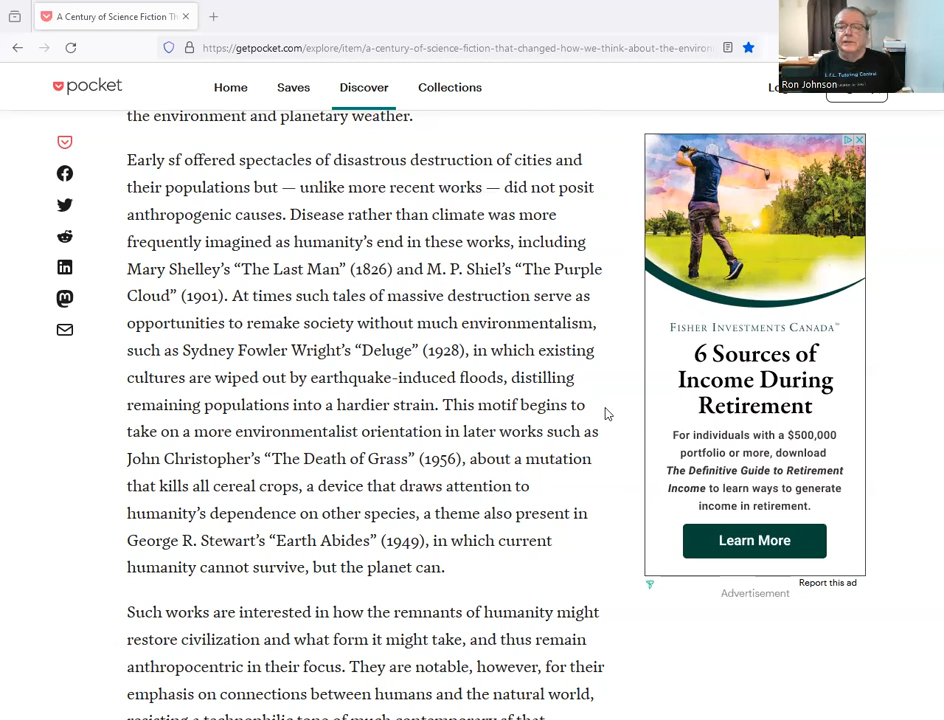 A Century of Science Fiction Th
https://getpocket.com/explore/item/a-century-of-science-fiction-that-changed-how-we-think-about-the-environ
Ron Johnson
L.F.L. Tutoring Central
pocket
Home
Saves
Discover
Collections
the environment and planetary weather.
Early sf offered spectacles of disastrous destruction of cities and
their populations but — unlike more recent works — did not posit
anthropogenic causes. Disease rather than climate was more
frequently imagined as humanity’s end in these works, including
Mary Shelley’s “The Last Man” (1826) and M. P. Shiel’s “The Purple
Cloud” (1901). At times such tales of massive destruction serve as
opportunities to remake society without much environmentalism,
such as Sydney Fowler Wright’s “Deluge” (1928), in which existing
cultures are wiped out by earthquake-induced floods, distilling
remaining populations into a hardier strain. This motif begins to
take on a more environmentalist orientation in later works such as
John Christopher’s “The Death of Grass” (1956), about a mutation
that kills all cereal crops, a device that draws attention to
humanity’s dependence on other species, a theme also present in
George R. Stewart’s “Earth Abides” (1949), in which current
humanity cannot survive, but the planet can.
Such works are interested in how the remnants of humanity might
restore civilization and what form it might take, and thus remain
anthropocentric in their focus. They are notable, however, for their
emphasis on connections between humans and the natural world,
resisting a technophilic tone of much contemporary sf that
FISHER INVESTMENTS CANADA™
6 Sources of
Income During
Retirement
For individuals with a $500,000
portfolio or more, download
The Definitive Guide to Retirement
Income to learn ways to generate
income in retirement.
Learn More
Report this ad
Advertisement